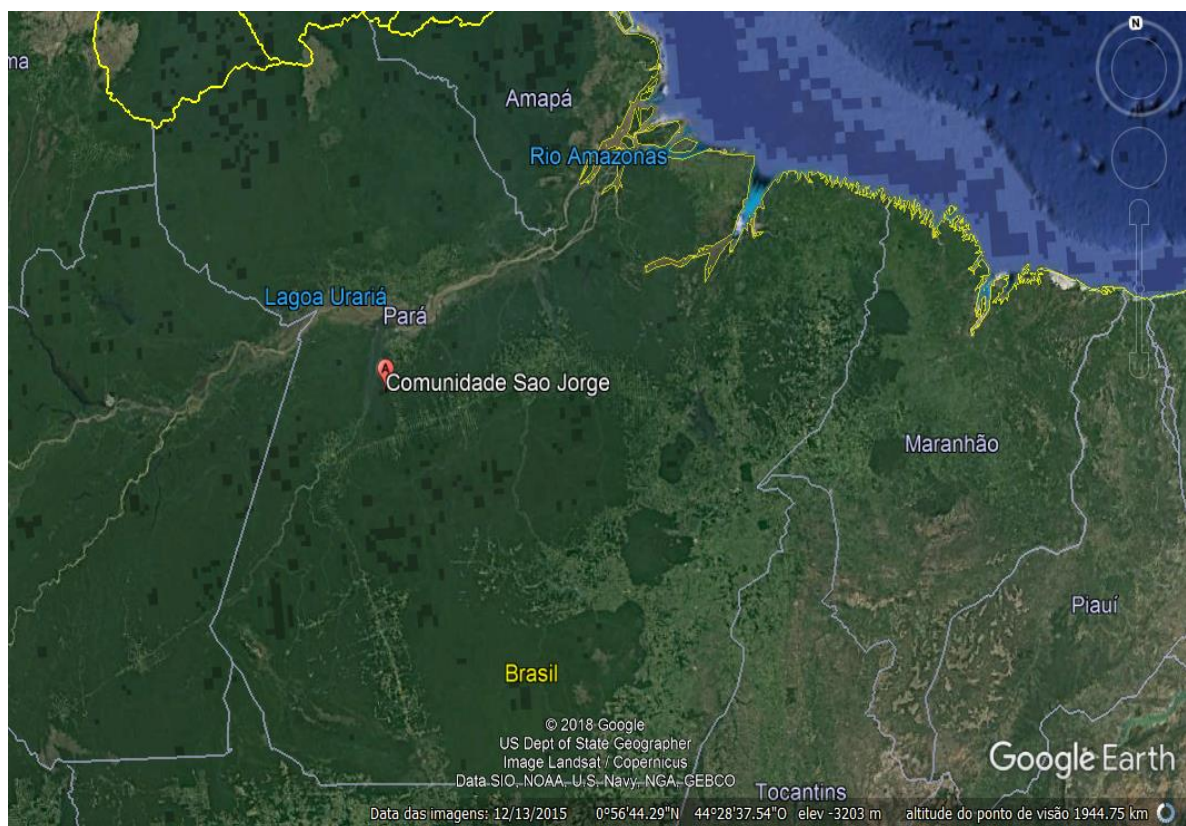 N
ma
Amapá
Rio Amazonas
Lagoa Urariá
Pará
A
Comunidade Sao Jorge
Maranhão
Piauí
Brasil
© 2018 Google
US Dept of State Geographer
Image Landsat / Copernicus
Data SIO, NOAA, U.S. Navy, NGA, GEBCO
Google Earth
Tocantins
Data das imagens: 12/13/2015 0°56'44.29"N 44°28'37.54"O elev -3203 m altitude do ponto de visão 1944.75 km